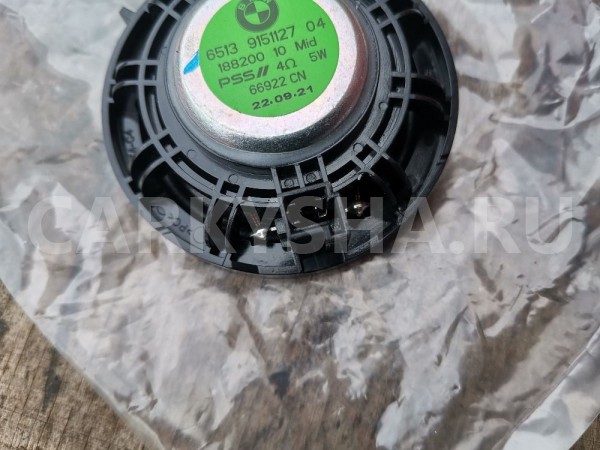 6513 9151127 04
188200 10 Mid
PSS// 4Ω 5W
66922 CN
22.09.21
CARKYSHA.RU